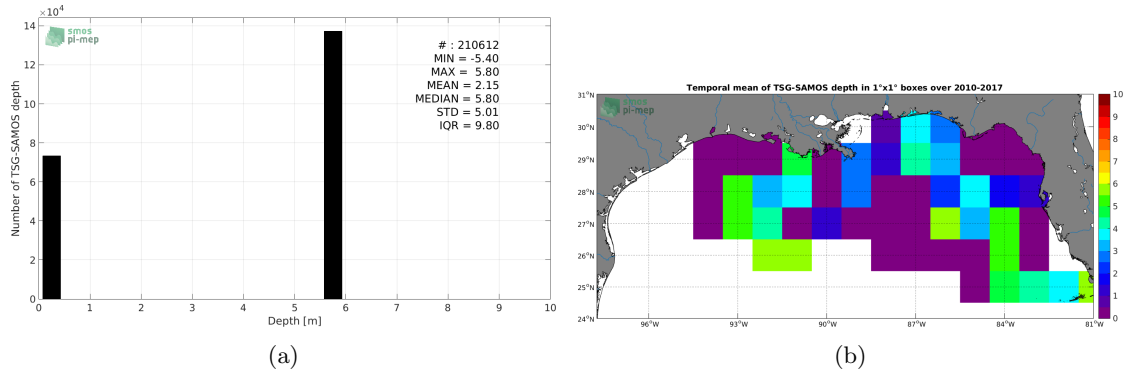 ×10⁴
smos
pi-mep
# : 210612
MIN = -5.40
MAX = 5.80
MEAN = 2.15
MEDIAN = 5.80
STD = 5.01
IQR = 9.80
14
12
10
8
6
4
2
0
Number of TSG-SAMOS depth
0 1 2 3 4 5 6 7 8 9 10
Depth [m]
(a)
Temporal mean of TSG-SAMOS depth in 1°x1° boxes over 2010-2017
smos
pi-mep
31°N
30°N
29°N
28°N
27°N
26°N
25°N
24°N
96°W 93°W 90°W 87°W 84°W 81°W
10
9
8
7
6
5
4
3
2
1
0
(b)